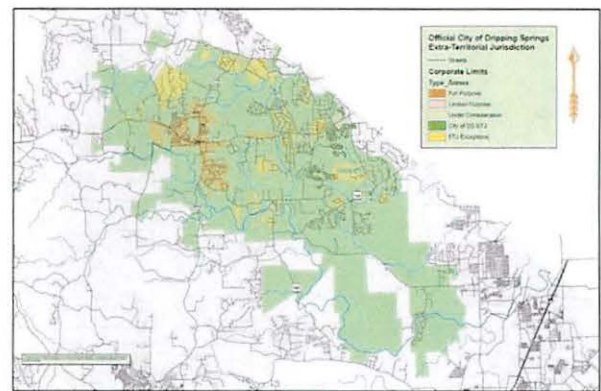 Official City of Dripping Springs
Extra-Territorial Jurisdiction
Streets
Corporate Limits
Full Purpose
Limited Purpose
Under Consideration
City of DS ETJ
ETJ Exceptions